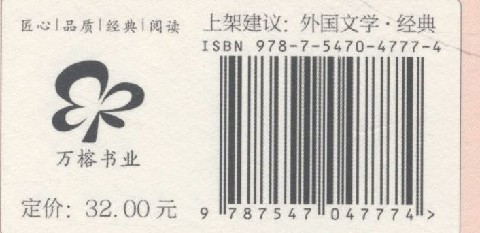 匠心|品质|经典|阅读
上架建议：外国文学·经典
ISBN 978-7-5470-4777-4
万榕书业
定价：32.00元
9 787547 047774 >